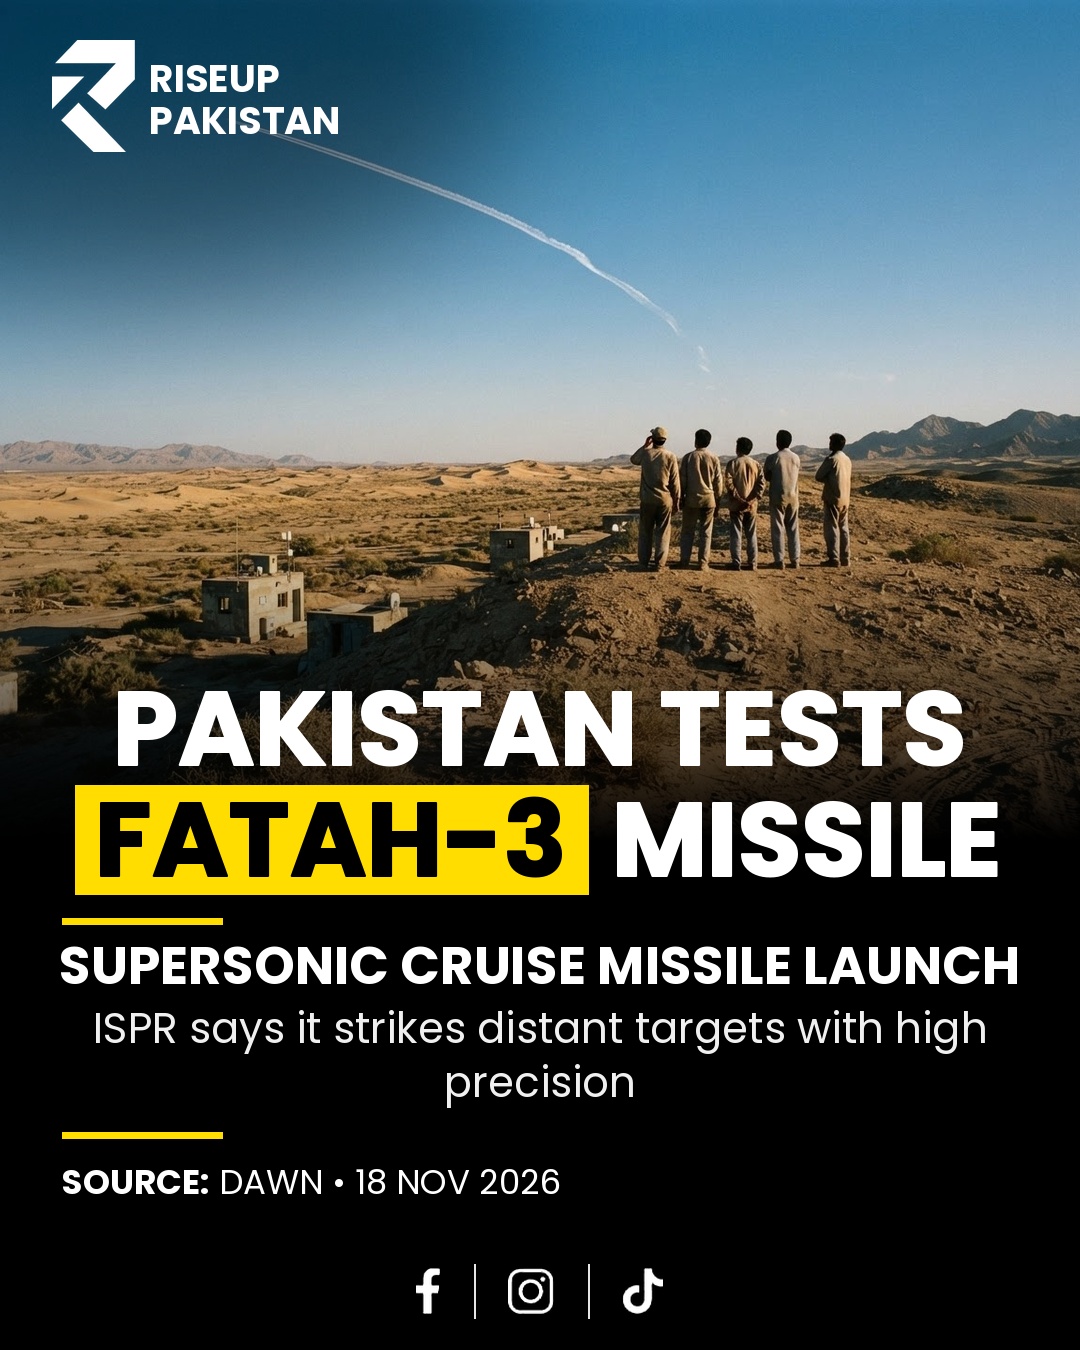 RISEUP
PAKISTAN
PAKISTAN TESTS
FATAH-3 MISSILE
SUPERSONIC CRUISE MISSILE LAUNCH
ISPR says it strikes distant targets with high
precision
SOURCE: DAWN • 18 NOV 2026